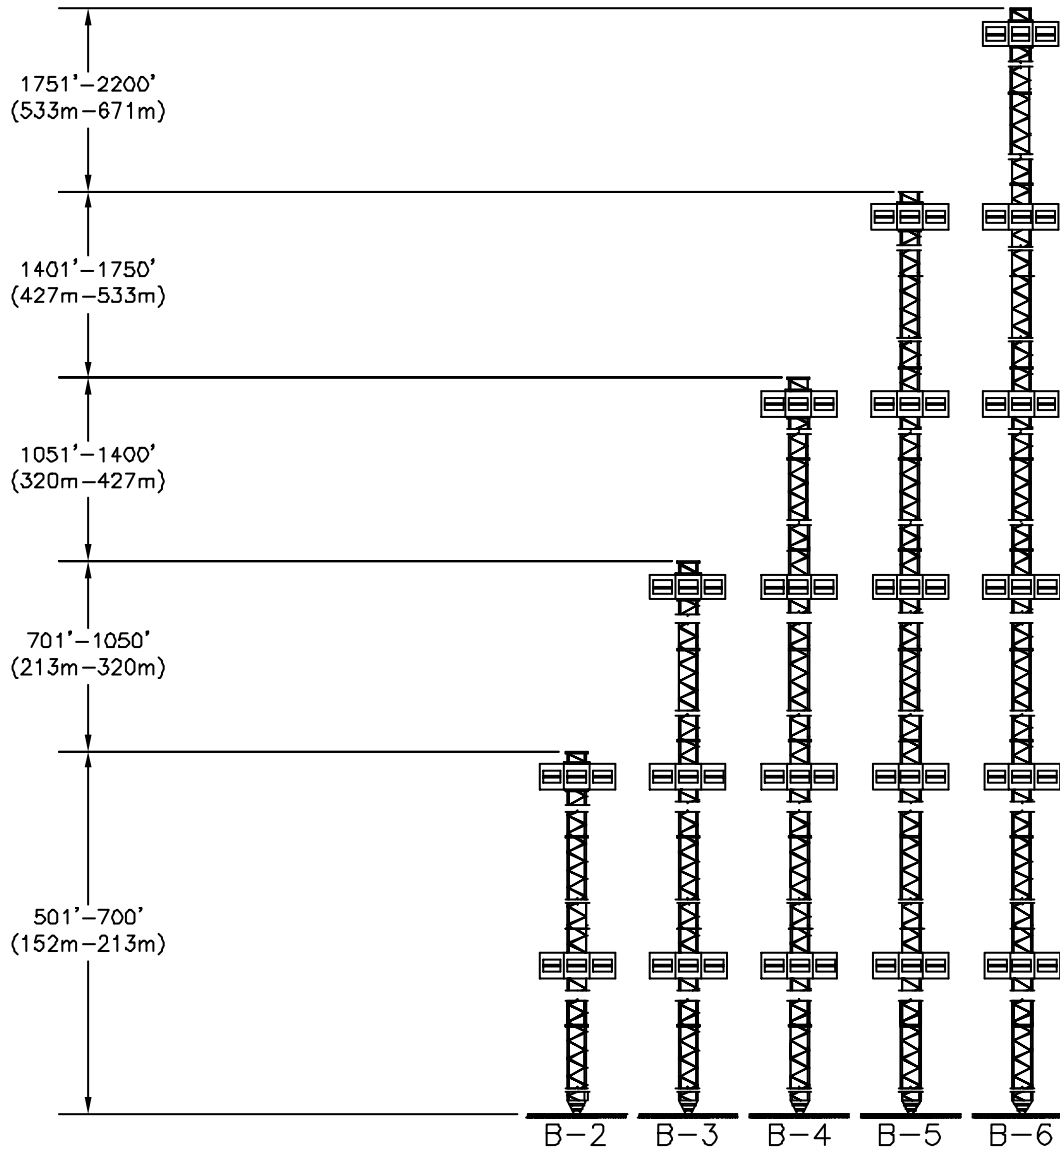 1751'-2200'
(533m-671m)
1401'-1750'
(427m-533m)
1051'-1400'
(320m-427m)
701'-1050'
(213m-320m)
501'-700'
(152m-213m)
B-2 B-3 B-4 B-5 B-6